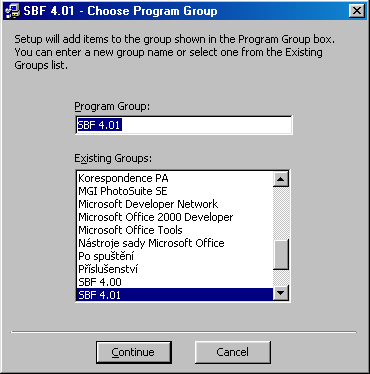 SBF 4.01 - Choose Program Group
Setup will add items to the group shown in the Program Group box.
You can enter a new group name or select one from the Existing
Groups list.
Program Group:
SBF 4.01
Existing Groups:
Korespondence PA
MGI PhotoSuite SE
Microsoft Developer Network
Microsoft Office 2000 Developer
Microsoft Office Tools
Nástroje sady Microsoft Office
Po spuštění
Příslušenství
SBF 4.00
SBF 4.01
Continue
Cancel